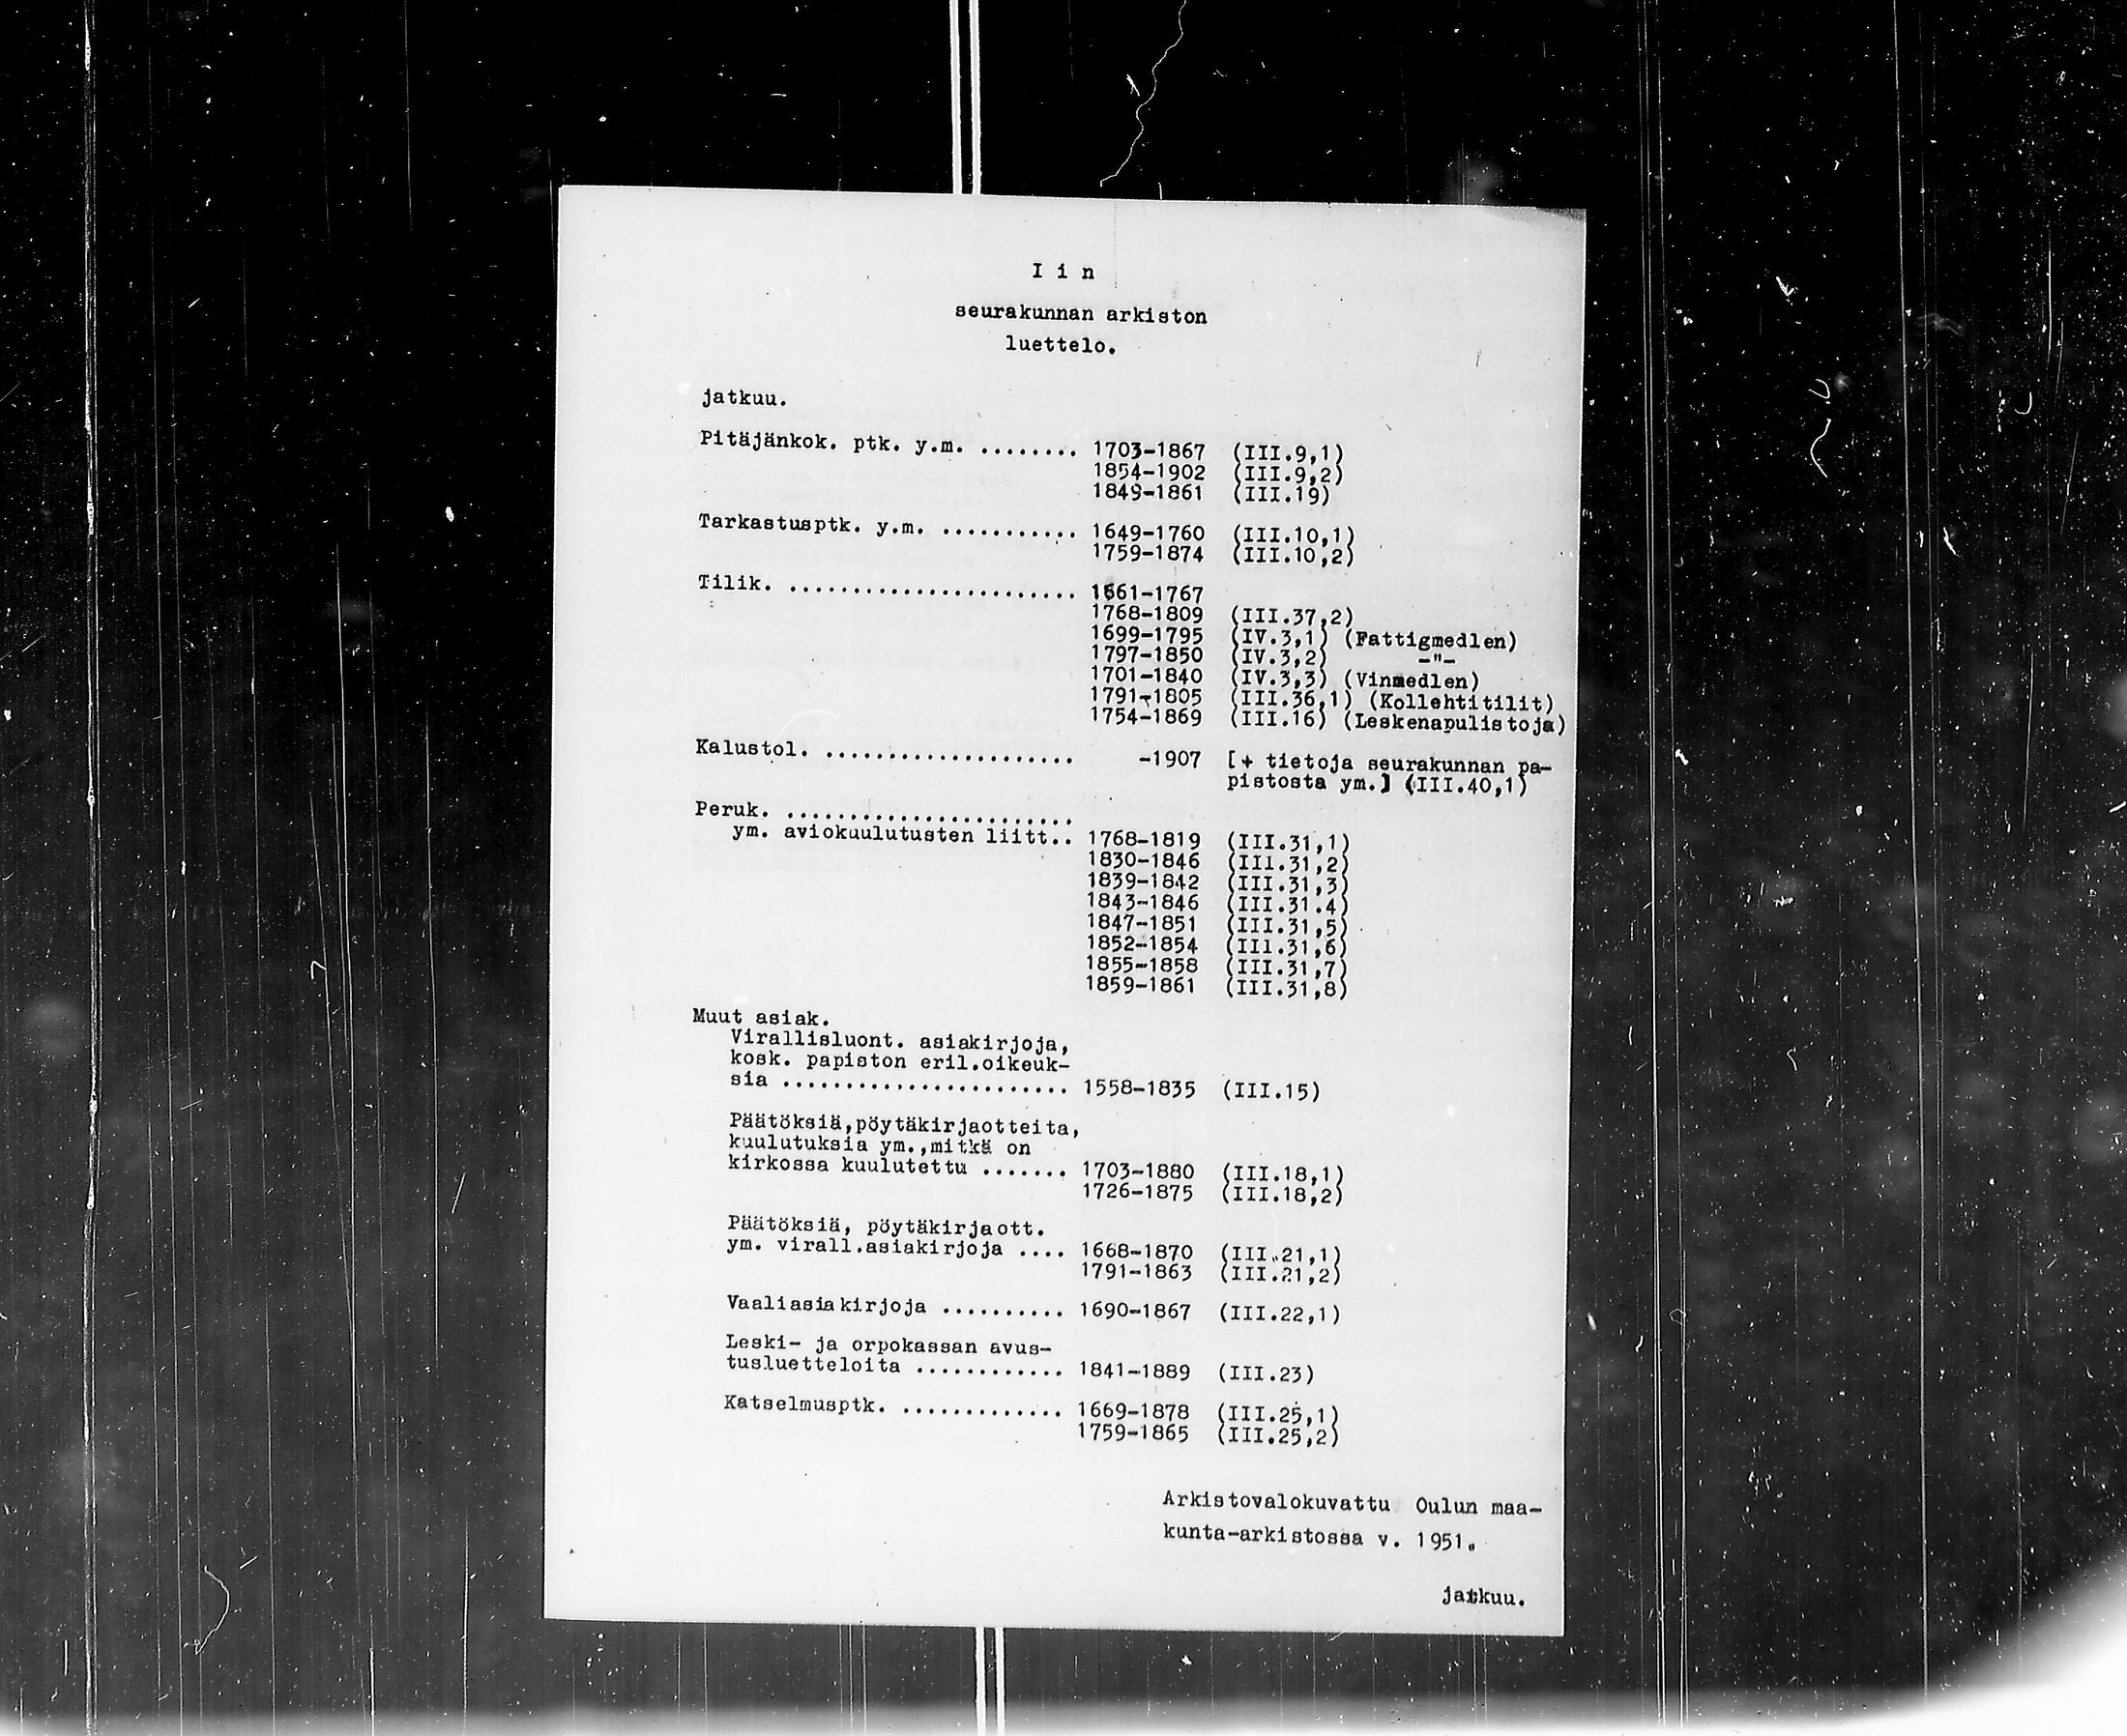 I i n
seurakunnan arkiston
luettelo.
jatkuu.
Pitäjänkok. ptk. y.m. ........ 1703-1867 (III.9,1)
1854-1902 (III.9,2)
1849-1861 (III.19)
Tarkastusptk. y.m. ........... 1649-1760 (III.10,1)
1759-1874 (III.10,2)
Tilik. ....................... 1661-1767
1768-1809 (III.37,2)
1699-1795 (IV.3,1) (Fattigmedlen)
1797-1850 (IV.3,2) -"-
1701-1840 (IV.3,3) (Vinmedlen)
1791-1805 (III.36,1) (Kollehtitilit)
1754-1869 (III.16) (Leskenapulistoja)
Kalustol. .................... -1907 [+ tietoja seurakunnan pa-
pistosta ym.] (III.40,1)
Peruk. .......................
ym. aviokuulutusten liitt.. 1768-1819 (III.31,1)
1830-1846 (III.31,2)
1839-1842 (III.31,3)
1843-1846 (III.31.4)
1847-1851 (III.31,5)
1852-1854 (III.31,6)
1855-1858 (III.31,7)
1859-1861 (III.31,8)
Muut asiak.
Virallisluont. asiakirjoja,
kosk. papiston eril.oikeuk-
sia ....................... 1558-1835 (III.15)
Päätöksiä,pöytäkirjaotteita,
kuulutuksia ym.,mitkä on
kirkossa kuulutettu ....... 1703-1880 (III.18,1)
1726-1875 (III.18,2)
Päätöksiä, pöytäkirjaott.
ym. virall.asiakirjoja .... 1668-1870 (III.21,1)
1791-1863 (III.21,2)
Vaaliasiakirjoja .......... 1690-1867 (III.22,1)
Leski- ja orpokassan avus-
tusluetteloita ............ 1841-1889 (III.23)
Katselmusptk. ............. 1669-1878 (III.25,1)
1759-1865 (III.25,2)
Arkistovalokuvattu Oulun maa-
kunta-arkistossa v. 1951.
jatkuu.